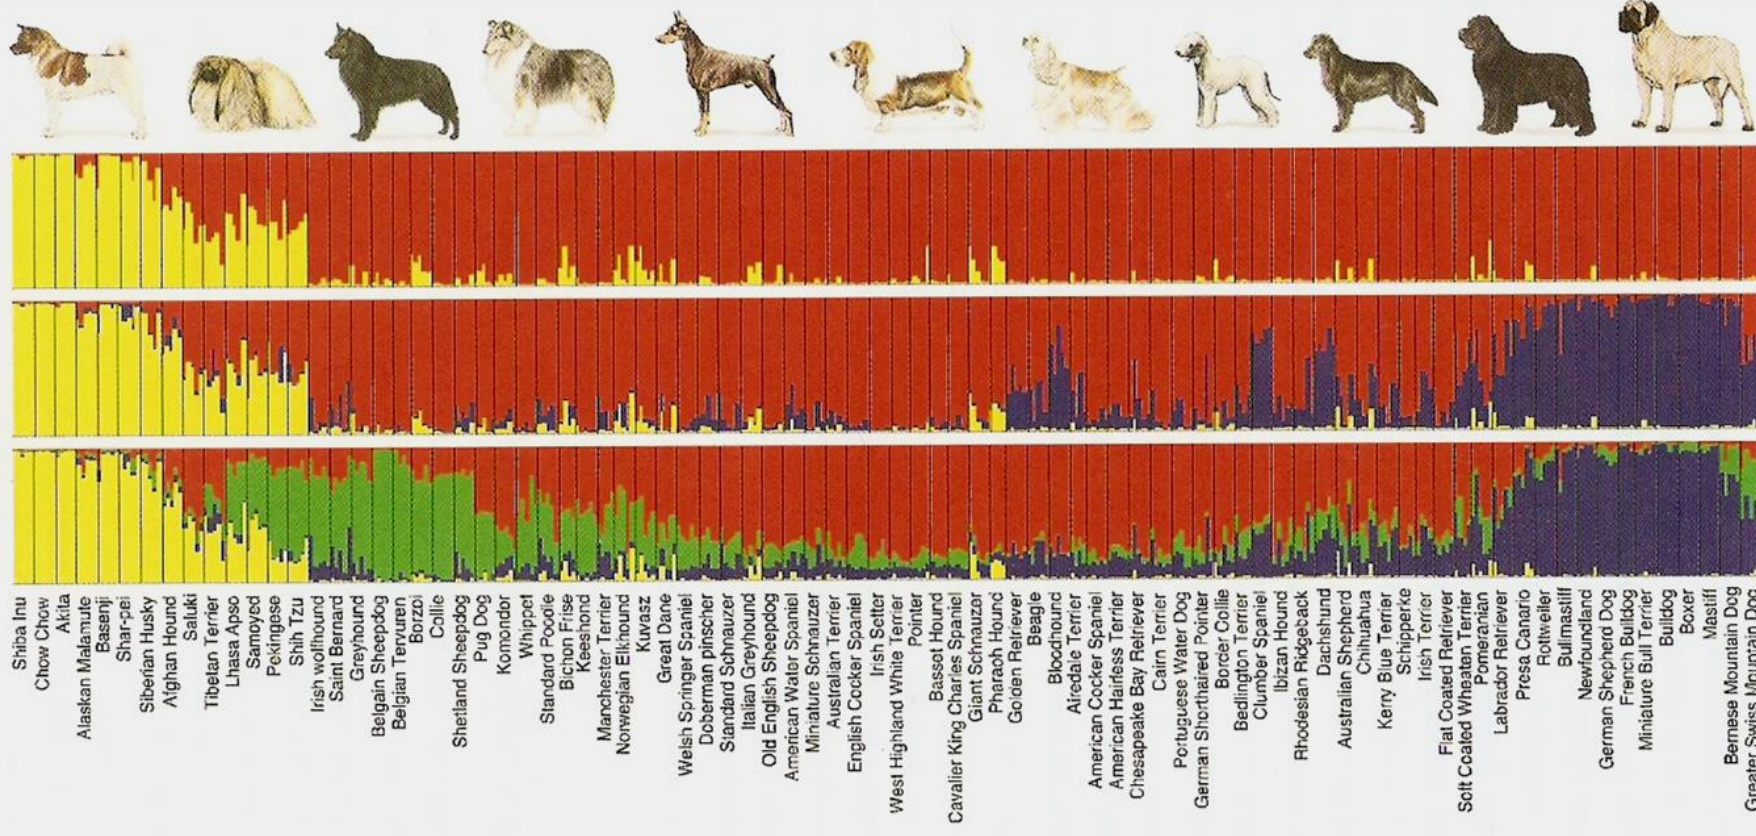 Shiba Inu
Chow Chow
Akita
Alaskan Malamute
Basenji
Shar-pei
Siberian Husky
Afghan Hound
Saluki
Tibetan Terrier
Lhasa Apso
Samoyed
Pekingese
Shih Tzu
Irish wolfhound
Saint Bernard
Greyhound
Belgain Sheepdog
Belgian Tervuren
Borzoi
Collie
Shetland Sheepdog
Pug Dog
Komondor
Whippet
Standard Poodle
Bichon Frise
Keeshond
Manchester Terrier
Norwegian Elkhound
Kuvasz
Great Dane
Welsh Springer Spaniel
Doberman pinscher
Standard Schnauzer
Italian Greyhound
Old English Sheepdog
American Water Spaniel
Miniature Schnauzer
Australian Terrier
English Cocker Spaniel
Irish Setter
West Highland White Terrier
Pointer
Bassot Hound
Cavalier King Charles Spaniel
Giant Schnauzer
Pharaoh Hound
Golden Retriever
Beagle
Bloodhound
Airedale Terrier
American Cocker Spaniel
American Hairless Terrier
Chesapeake Bay Retriever
Cairn Terrier
Portuguese Water Dog
German Shorthaired Pointer
Border Collie
Bedlington Terrier
Clumber Spaniel
Ibizan Hound
Rhodesian Ridgeback
Dachshund
Australian Shepherd
Chihuahua
Kerry Blue Terrier
Schipperke
Irish Terrier
Flat Coated Retriever
Soft Coated Wheaten Terrier
Pomeranian
Labrador Retriever
Presa Canario
Rottweiler
Bullmastiff
Newfoundland
German Shepherd Dog
French Bulldog
Miniature Bull Terrier
Bulldog
Boxer
Mastiff
Bernese Mountain Dog
Greater Swiss Mountain Dog